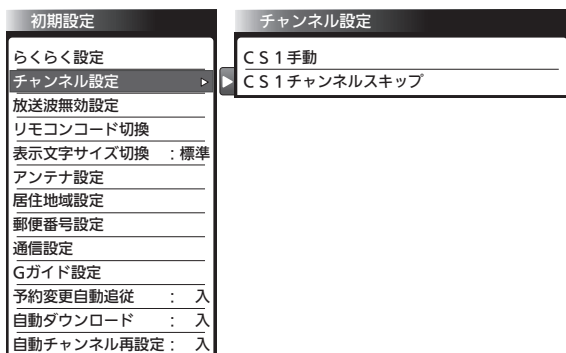 初期設定
らくらく設定
チャンネル設定
放送波無効設定
リモコンコード切換
表示文字サイズ切換 ：標準
アンテナ設定
居住地域設定
郵便番号設定
通信設定
Gガイド設定
予約変更自動追従 ： 入
自動ダウンロード ： 入
自動チャンネル再設定： 入
チャンネル設定
ＣＳ１手動
ＣＳ１チャンネルスキップ